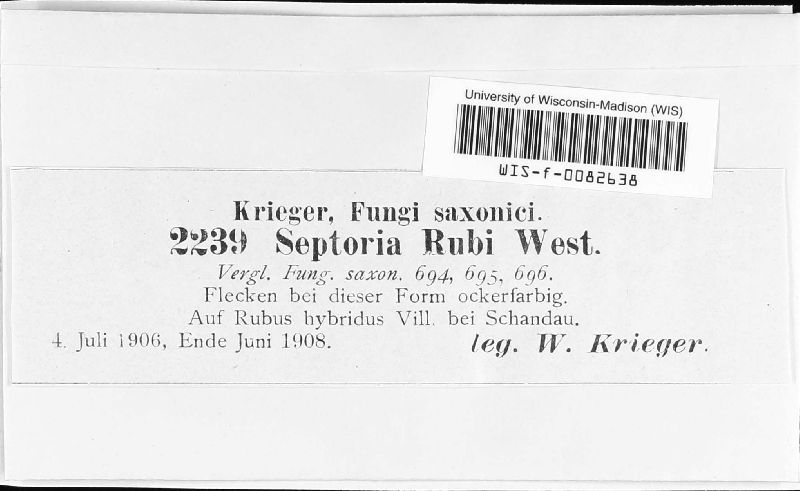 University of Wisconsin-Madison (WIS)
WIS-f-0082638
Krieger, Fungi saxonici.
2239 Septoria Rubi West.
Vergl. Fung. saxon. 694, 695, 696.
Flecken bei dieser Form ockerfarbig.
Auf Rubus hybridus Vill. bei Schandau.
4. Juli 1906, Ende Juni 1908.
leg. W. Krieger.